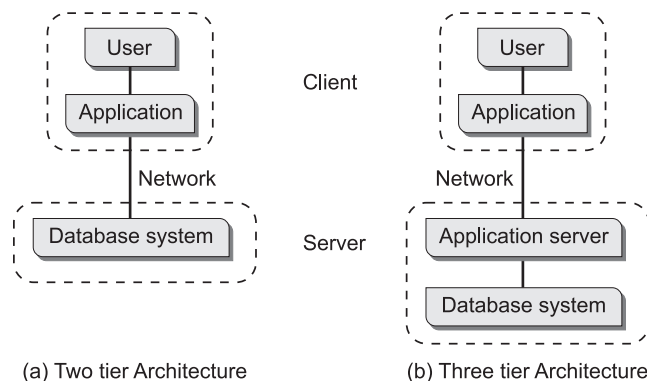 User
Application
Network
Database system
(a) Two tier Architecture
Client
Server
User
Application
Network
Application server
Database system
(b) Three tier Architecture